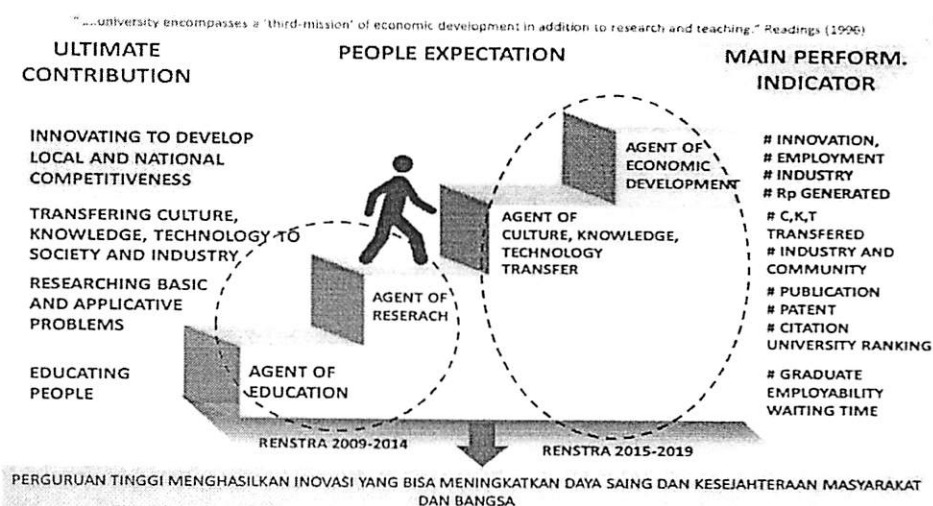 "....university encompasses a 'third-mission' of economic development in addition to research and teaching." Readings (1996)
ULTIMATE
CONTRIBUTION
PEOPLE EXPECTATION
MAIN PERFORM.
INDICATOR
INNOVATING TO DEVELOP
LOCAL AND NATIONAL
COMPETITIVENESS
TRANSFERING CULTURE,
KNOWLEDGE, TECHNOLOGY TO
SOCIETY AND INDUSTRY
RESEARCHING BASIC
AND APPLICATIVE
PROBLEMS
EDUCATING
PEOPLE
AGENT OF
ECONOMIC
DEVELOPMENT
AGENT OF
CULTURE, KNOWLEDGE,
TECHNOLOGY
TRANSFER
AGENT OF
RESERACH
AGENT OF
EDUCATION
# INNOVATION,
# EMPLOYMENT
# INDUSTRY
# Rp GENERATED
# C,K,T
TRANSFERED
# INDUSTRY AND
COMMUNITY
# PUBLICATION
# PATENT
# CITATION
UNIVERSITY RANKING
# GRADUATE
EMPLOYABILITY
WAITING TIME
RENSTRA 2009-2014
RENSTRA 2015-2019
PERGURUAN TINGGI MENGHASILKAN INOVASI YANG BISA MENINGKATKAN DAYA SAING DAN KESEJAHTERAAN MASYARAKAT
DAN BANGSA